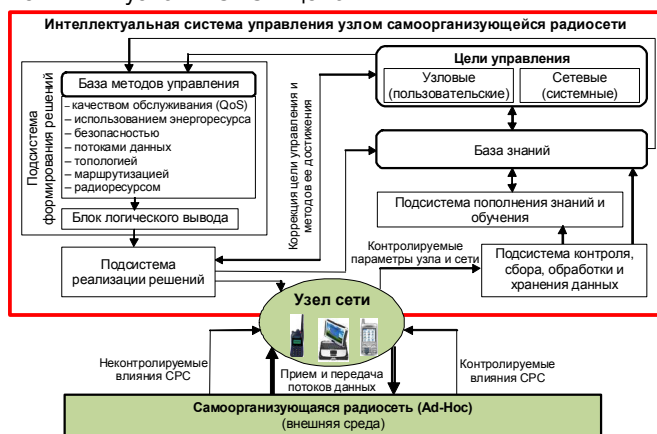 Интеллектуальная система управления узлом самоорганизующейся радиосети
Подсистема
формирования решений
База методов управления
– качеством обслуживания (QoS)
– использованием энергоресурса
– безопасностью
– потоками данных
– топологией
– маршрутизацией
– радиоресурсом
Блок логического вывода
Подсистема
реализации решений
Коррекция цели управления и
методов ее достижения
Цели управления
Узловые
(пользовательские)
Сетевые
(системные)
База знаний
Подсистема пополнения знаний и
обучения
Контролируемые
параметры узла и сети
Подсистема контроля,
сбора, обработки и
хранения данных
Узел сети
Неконтролируемые
влияния СРС
Прием и передача
потоков данных
Контролируемые
влияния СРС
Самоорганизующаяся радиосеть (Ad-Hoc)
(внешняя среда)